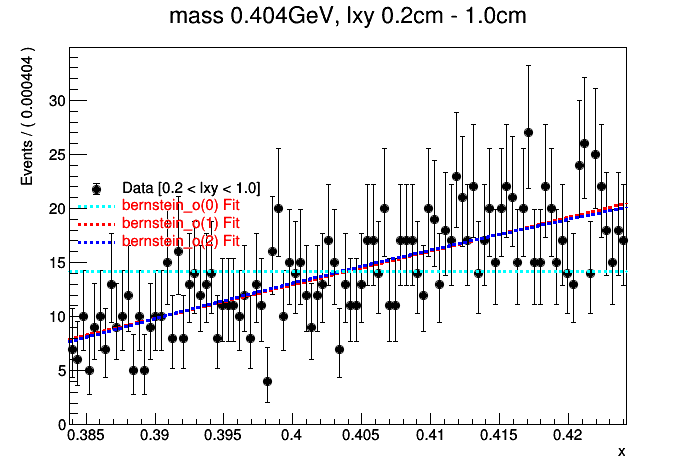 mass 0.404GeV, lxy 0.2cm - 1.0cm
Events / ( 0.000404 )
30
25
20
15
10
5
0
Data [0.2 < lxy < 1.0]
bernstein_o(0) Fit
bernstein_o(1) Fit
bernstein_o(2) Fit
0.385 0.39 0.395 0.4 0.405 0.41 0.415 0.42
x